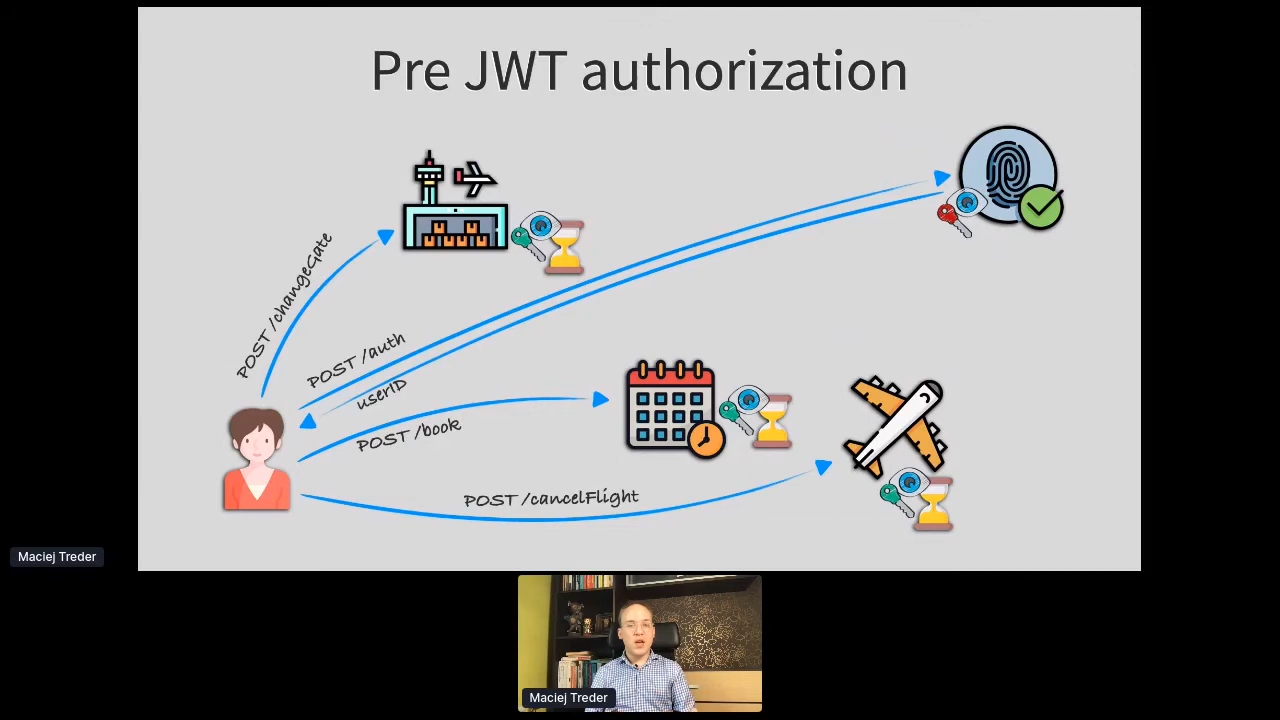 Pre JWT authorization
POST /changeGate
POST /auth
userID
POST /book
POST /cancelFlight
Maciej Treder
Maciej Treder